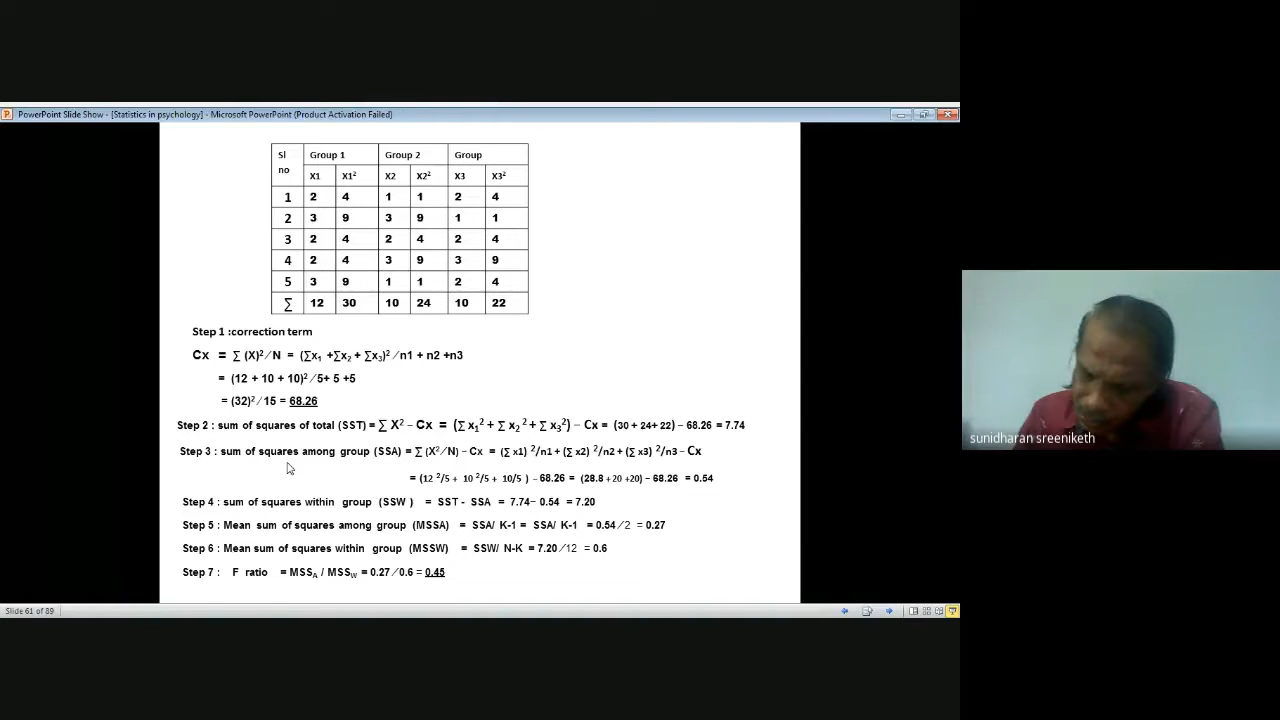 PowerPoint Slide Show - [Statistics in psychology] - Microsoft PowerPoint (Product Activation Failed)
Sl no Group 1 Group 2 Group
X1 X1² X2 X2² X3 X3²
1 2 4 1 1 2 4
2 3 9 3 9 1 1
3 2 4 2 4 2 4
4 2 4 3 9 3 9
5 3 9 1 1 2 4
∑ 12 30 10 24 10 22
Step 1 :correction term
Cx = ∑ (X)² ⁄ N = (∑x₁ +∑x₂ + ∑x₃)² ⁄ n1 + n2 +n3
= (12 + 10 + 10)² ⁄ 5+ 5 +5
= (32)² ⁄ 15 = 68.26
Step 2 : sum of squares of total (SST) = ∑ X² – Cx = (∑ x₁² + ∑ x₂² + ∑ x₃²) – Cx = (30 + 24+ 22) – 68.26 = 7.74
Step 3 : sum of squares among group (SSA) = ∑ (X² ⁄ N) – Cx = (∑ x1) ²/n1 + (∑ x2) ²/n2 + (∑ x3) ²/n3 – Cx
= (12 ²/5 + 10 ²/5 + 10/5 ) – 68.26 = (28.8 +20 +20) – 68.26 = 0.54
Step 4 : sum of squares within group (SSW ) = SST - SSA = 7.74– 0.54 = 7.20
Step 5 : Mean sum of squares among group (MSSA) = SSA/ K-1 = SSA/ K-1 = 0.54 ⁄ 2 = 0.27
Step 6 : Mean sum of squares within group (MSSW) = SSW/ N-K = 7.20 ⁄ 12 = 0.6
Step 7 : F ratio = MSSA / MSSW = 0.27 ⁄ 0.6 = 0.45
Slide 61 of 89
sunidharan sreeniketh